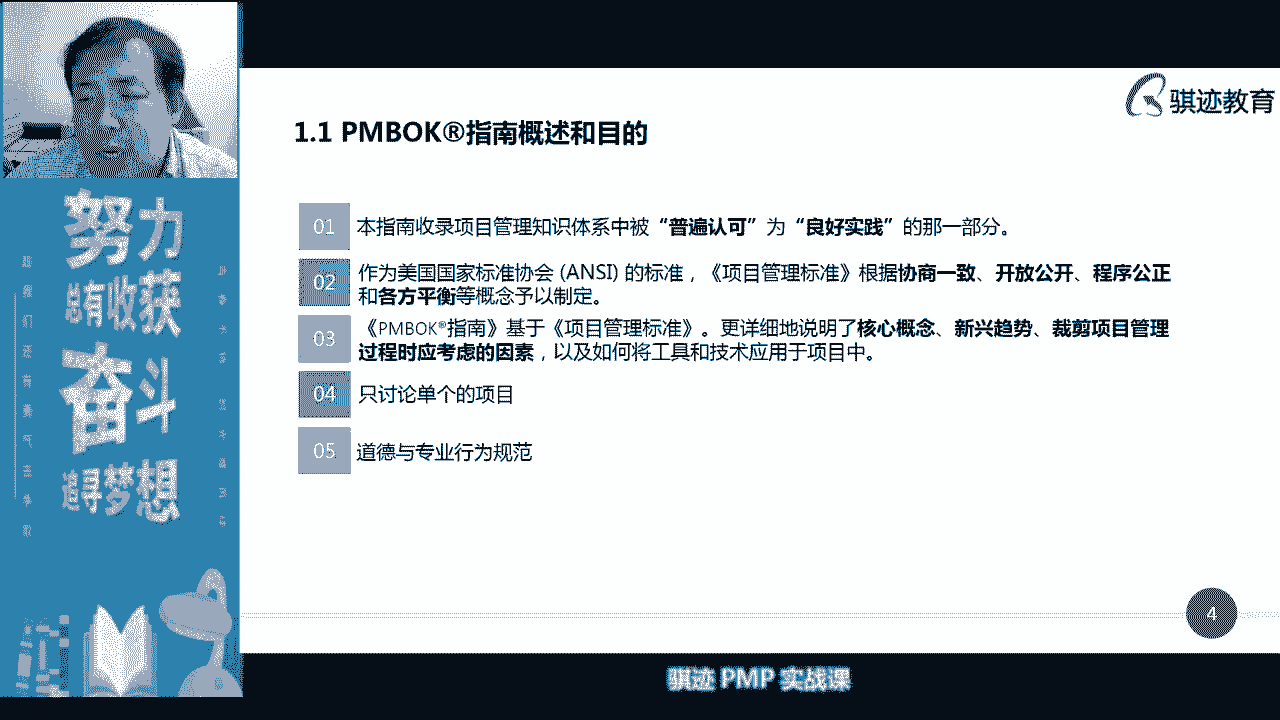 骐迹教育
1.1 PMBOK®指南概述和目的
01 本指南收录项目管理知识体系中被“普遍认可”为“良好实践”的那一部分。
02 作为美国国家标准协会 (ANSI) 的标准，《项目管理标准》根据协商一致、开放公开、程序公正
和各方平衡等概念予以制定。
03 《PMBOK®指南》基于《项目管理标准》。更详细地说明了核心概念、新兴趋势、裁剪项目管理
过程时应考虑的因素，以及如何将工具和技术应用于项目中。
04 只讨论单个的项目
05 道德与专业行为规范
努力
总有收获
奋斗
追寻梦想
4
骐迹 PMP 实战课